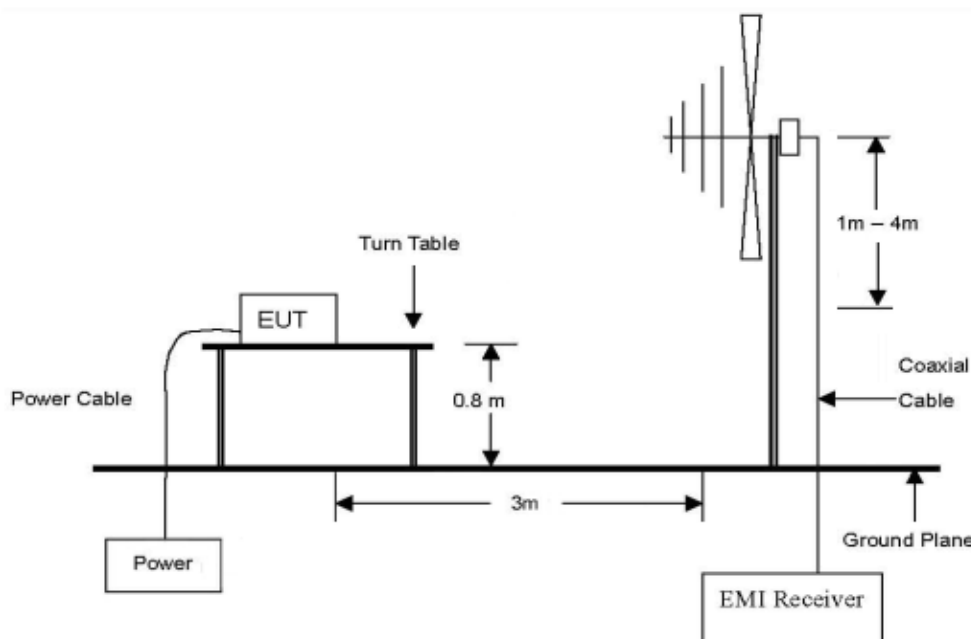 1m – 4m
Turn Table
EUT
Coaxial
Cable
Power Cable
0.8 m
3m
Ground Plane
Power
EMI Receiver